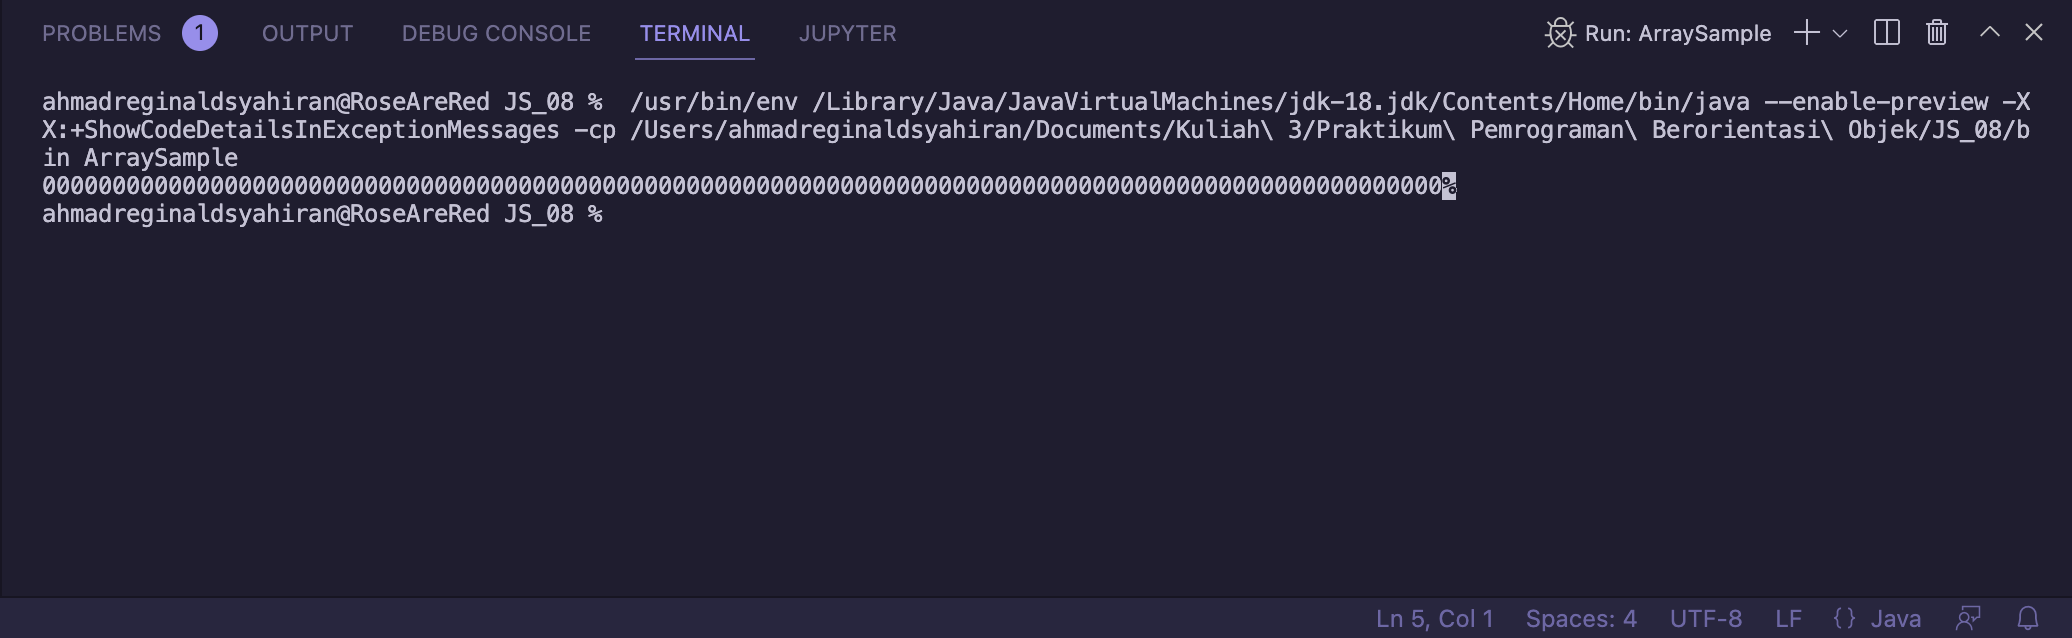 PROBLEMS 1 OUTPUT DEBUG CONSOLE TERMINAL JUPYTER Run: ArraySample
ahmadreginaldsyahiran@RoseAreRed JS_08 %  /usr/bin/env /Library/Java/JavaVirtualMachines/jdk-18.jdk/Contents/Home/bin/java --enable-preview -X
X:+ShowCodeDetailsInExceptionMessages -cp /Users/ahmadreginaldsyahiran/Documents/Kuliah\ 3/Praktikum\ Pemrograman\ Berorientasi\ Objek/JS_08/b
in ArraySample
0000000000000000000000000000000000000000000000000000000000000000000000000000000000000000000000000000%
ahmadreginaldsyahiran@RoseAreRed JS_08 %
Ln 5, Col 1 Spaces: 4 UTF-8 LF {} Java